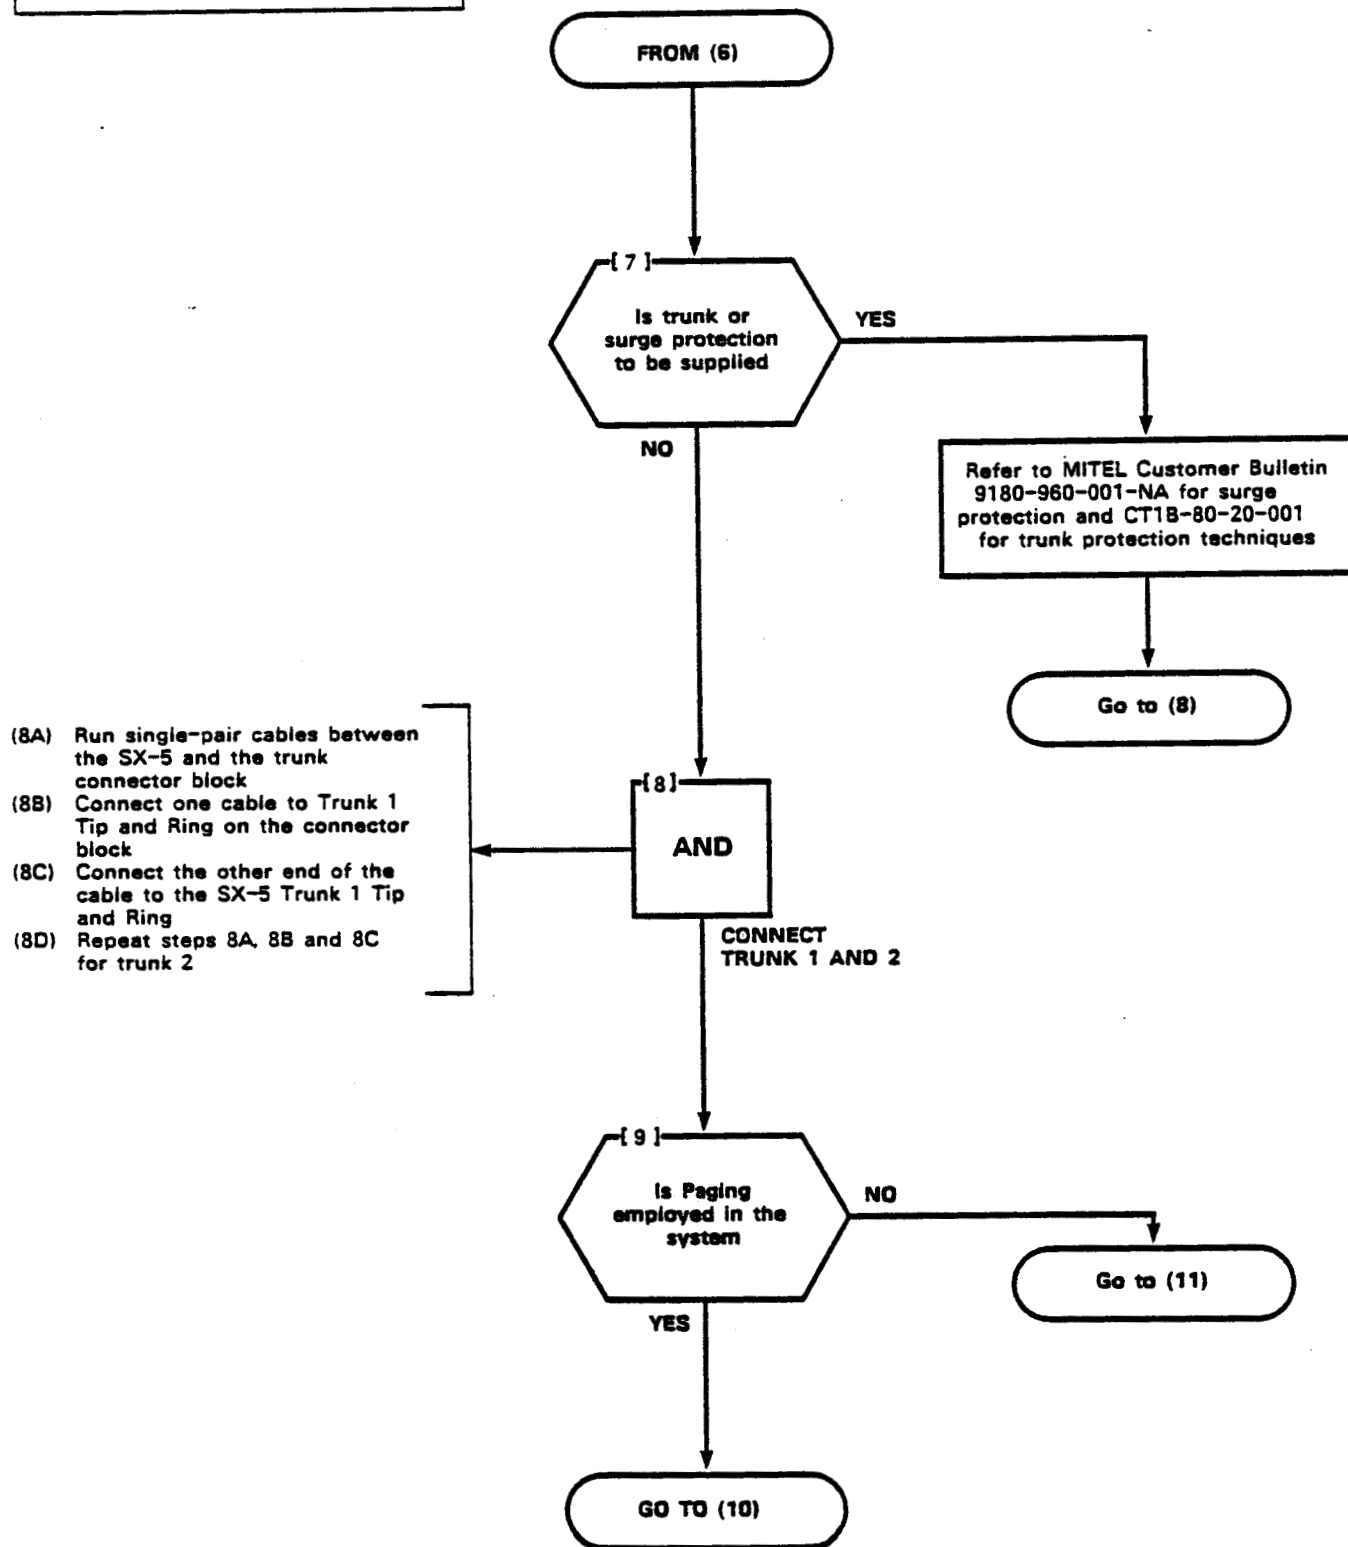 FROM (6)
[ 7 ]
Is trunk or
surge protection
to be supplied
YES
NO
Refer to MITEL Customer Bulletin
9180-960-001-NA for surge
protection and CT1B-80-20-001
for trunk protection techniques
Go to (8)
(8A) Run single-pair cables between
the SX-5 and the trunk
connector block
(8B) Connect one cable to Trunk 1
Tip and Ring on the connector
block
(8C) Connect the other end of the
cable to the SX-5 Trunk 1 Tip
and Ring
(8D) Repeat steps 8A, 8B and 8C
for trunk 2
[8]
AND
CONNECT
TRUNK 1 AND 2
[ 9 ]
Is Paging
employed in the
system
NO
Go to (11)
YES
GO TO (10)